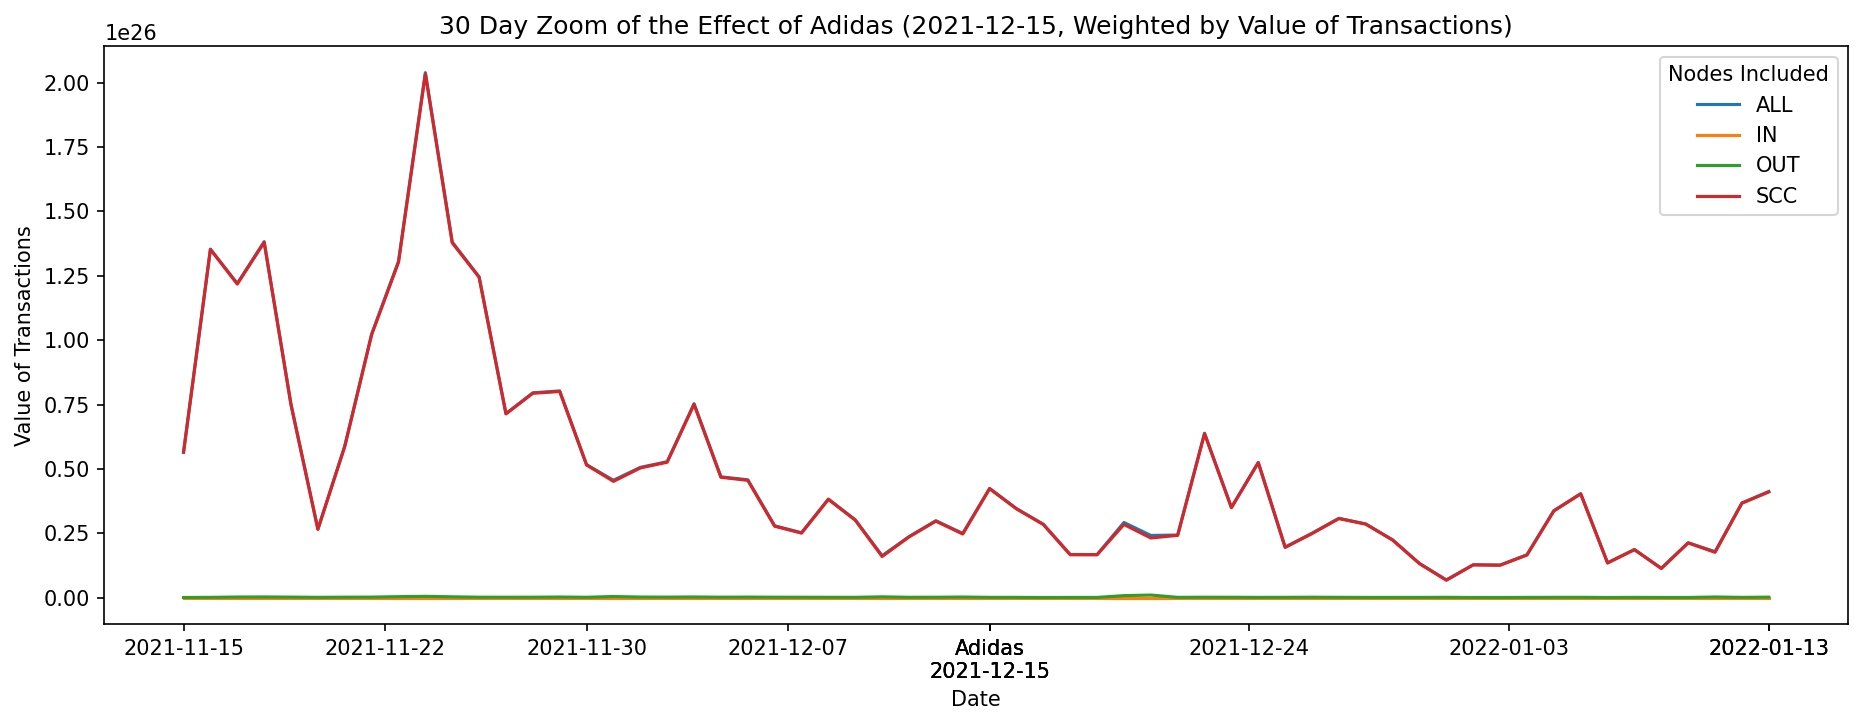 30 Day Zoom of the Effect of Adidas (2021-12-15, Weighted by Value of Transactions)
1e26
2.00
1.75
1.50
1.25
1.00
0.75
0.50
0.25
0.00
Value of Transactions
Nodes Included
ALL
IN
OUT
SCC
2021-11-15
2021-11-22
2021-11-30
2021-12-07
Adidas
2021-12-15
2021-12-24
2022-01-03
2022-01-13
Date